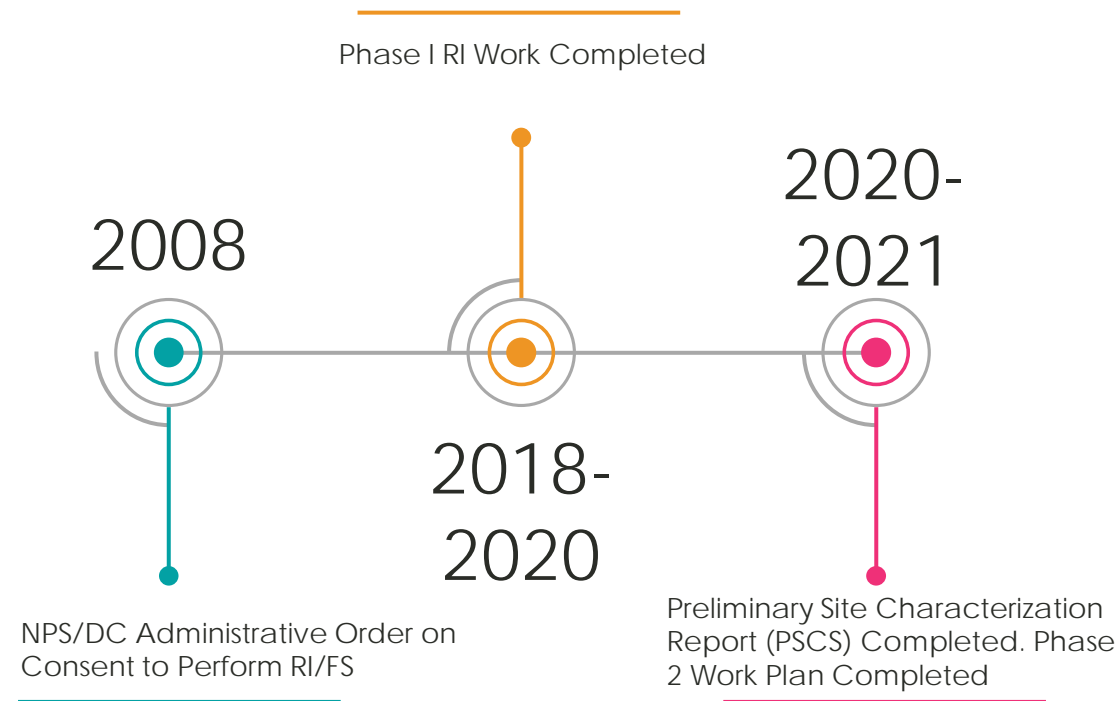 Phase I RI Work Completed
2008
2020-
2021
2018-
2020
NPS/DC Administrative Order on
Consent to Perform RI/FS
Preliminary Site Characterization
Report (PSCS) Completed. Phase
2 Work Plan Completed